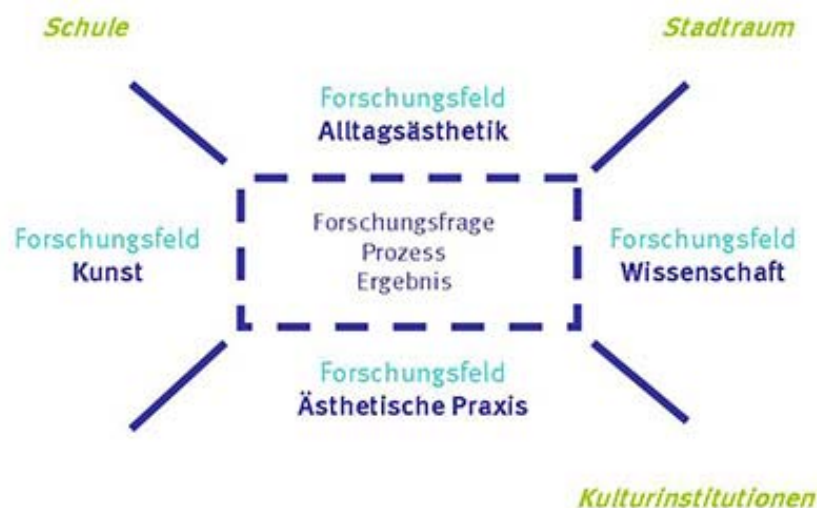 Schule
Stadtraum
Forschungsfeld
Alltagsästhetik
Forschungsfeld
Kunst
Forschungsfrage
Prozess
Ergebnis
Forschungsfeld
Wissenschaft
Forschungsfeld
Ästhetische Praxis
Kulturinstitutionen